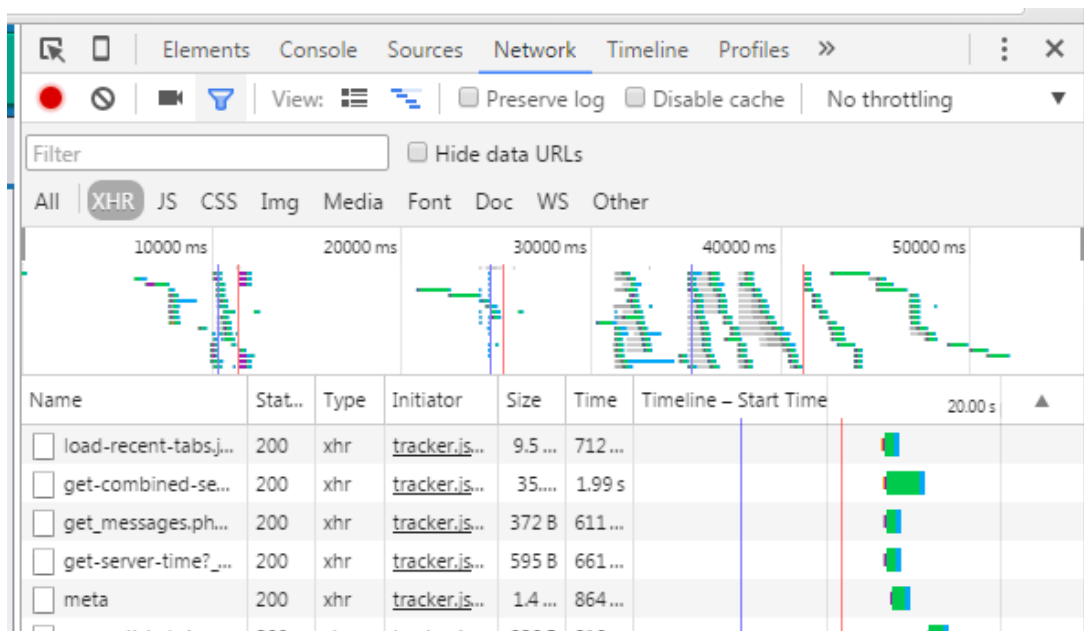 Elements Console Sources Network Timeline Profiles »
View: Preserve log Disable cache No throttling ▼
Filter Hide data URLs
All XHR JS CSS Img Media Font Doc WS Other
10000 ms 20000 ms 30000 ms 40000 ms 50000 ms
Name Stat... Type Initiator Size Time Timeline – Start Time 20.00 s ▲
load-recent-tabs.j... 200 xhr tracker.js... 9.5 ... 712 ...
get-combined-se... 200 xhr tracker.js... 35.... 1.99 s
get_messages.ph... 200 xhr tracker.js... 372 B 611 ...
get-server-time?_... 200 xhr tracker.js... 595 B 661 ...
meta 200 xhr tracker.js... 1.4 ... 864 ...